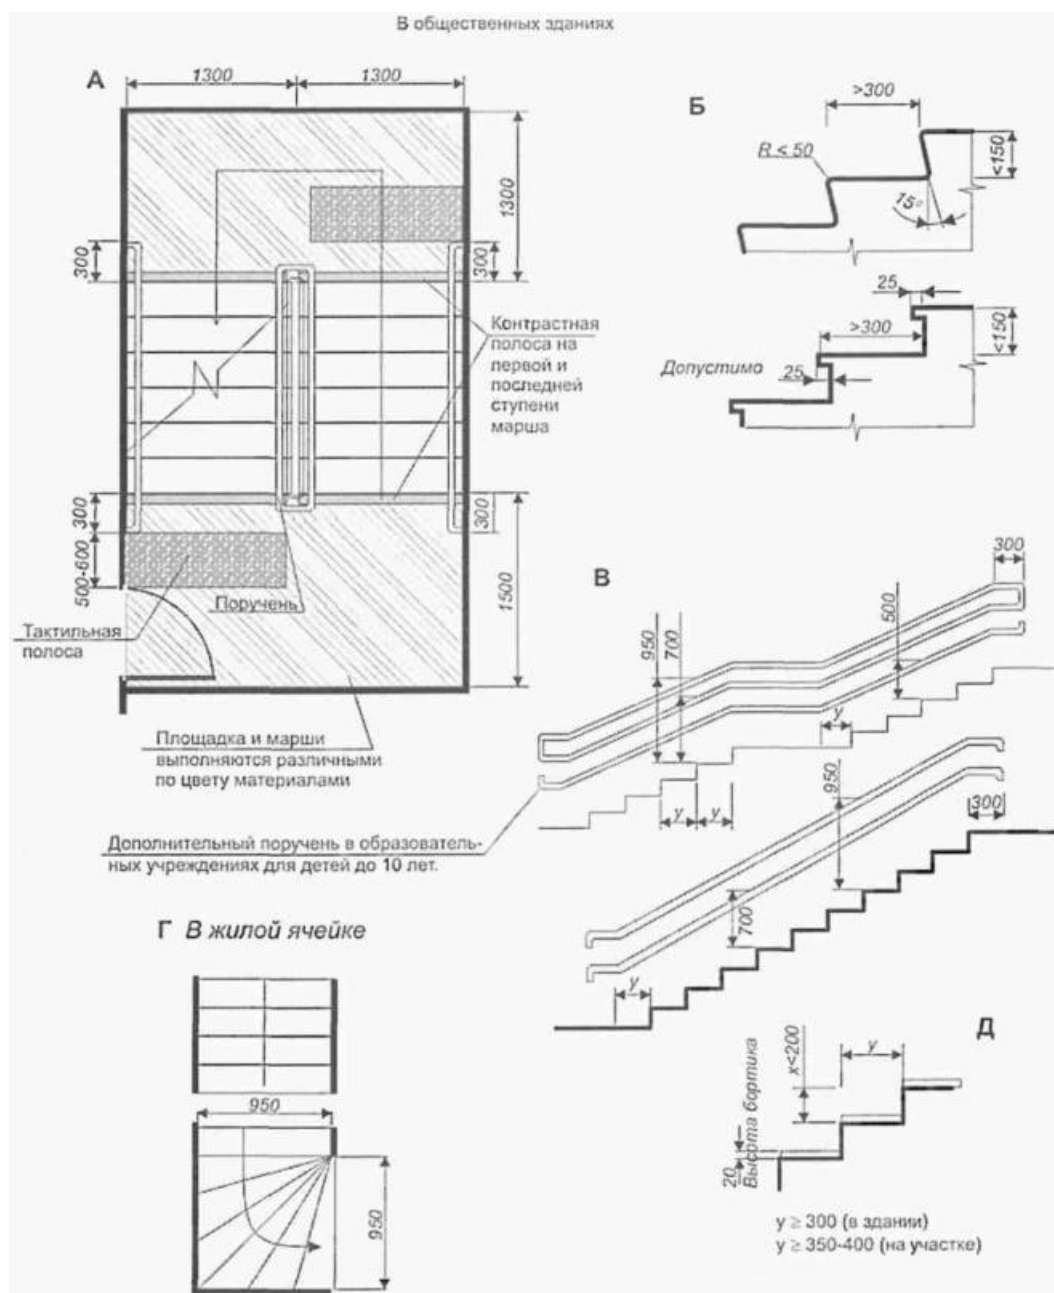 В общественных зданиях
А
1300
1300
1300
300
300
Контрастная
полоса на
первой и
последней
ступени
марша
300
300
500-600
1500
Поручень
Тактильная
полоса
Площадка и марши
выполняются различными
по цвету материалами
Б
>300
R ≤ 50
<150
15°
25
>300
<150
Допустимо
25
В
300
500
950
700
у
у
у
950
300
700
у
Дополнительный поручень в образователь-
ных учреждениях для детей до 10 лет.
Г В жилой ячейке
950
950
Д
у
х<200
Высота бортика
20
у ≥ 300 (в здании)
у ≥ 350-400 (на участке)